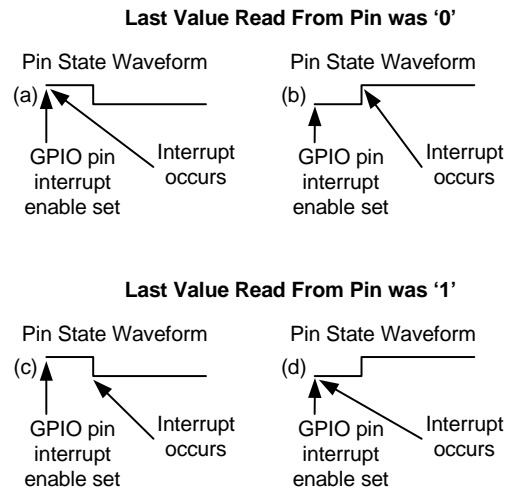 Last Value Read From Pin was ‘0’
Pin State Waveform
(a)
GPIO pin
interrupt
enable set
Interrupt
occurs
Pin State Waveform
(b)
GPIO pin
interrupt
enable set
Interrupt
occurs
Last Value Read From Pin was ‘1’
Pin State Waveform
(c)
GPIO pin
interrupt
enable set
Interrupt
occurs
Pin State Waveform
(d)
GPIO pin
interrupt
enable set
Interrupt
occurs